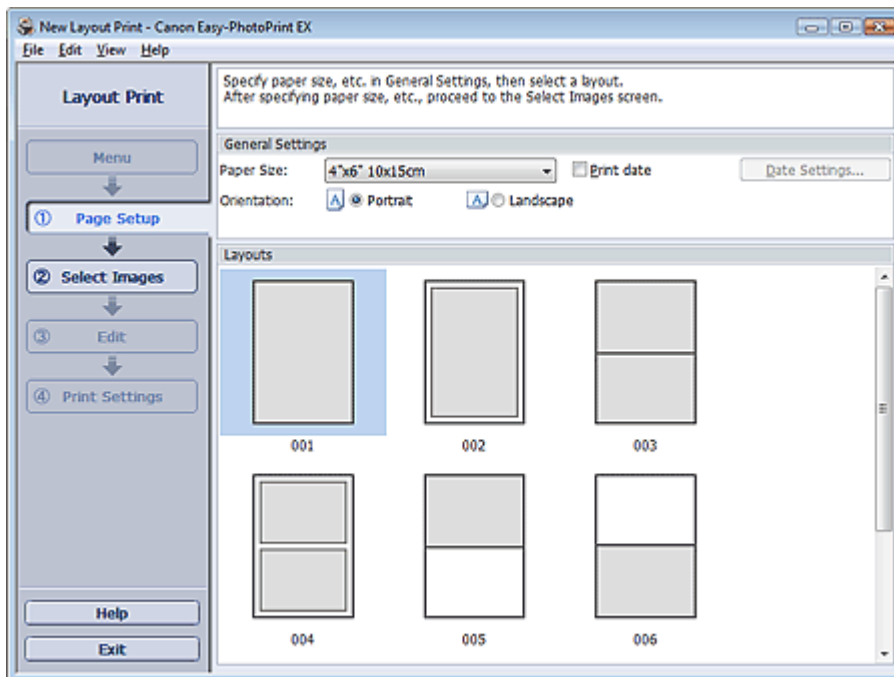 New Layout Print - Canon Easy-PhotoPrint EX
File Edit View Help
Layout Print
Specify paper size, etc. in General Settings, then select a layout.
After specifying paper size, etc., proceed to the Select Images screen.
Menu
① Page Setup
② Select Images
③ Edit
④ Print Settings
Help
Exit
General Settings
Paper Size: 4"x6" 10x15cm Print date Date Settings...
Orientation: A Portrait A Landscape
Layouts
001 002 003
004 005 006